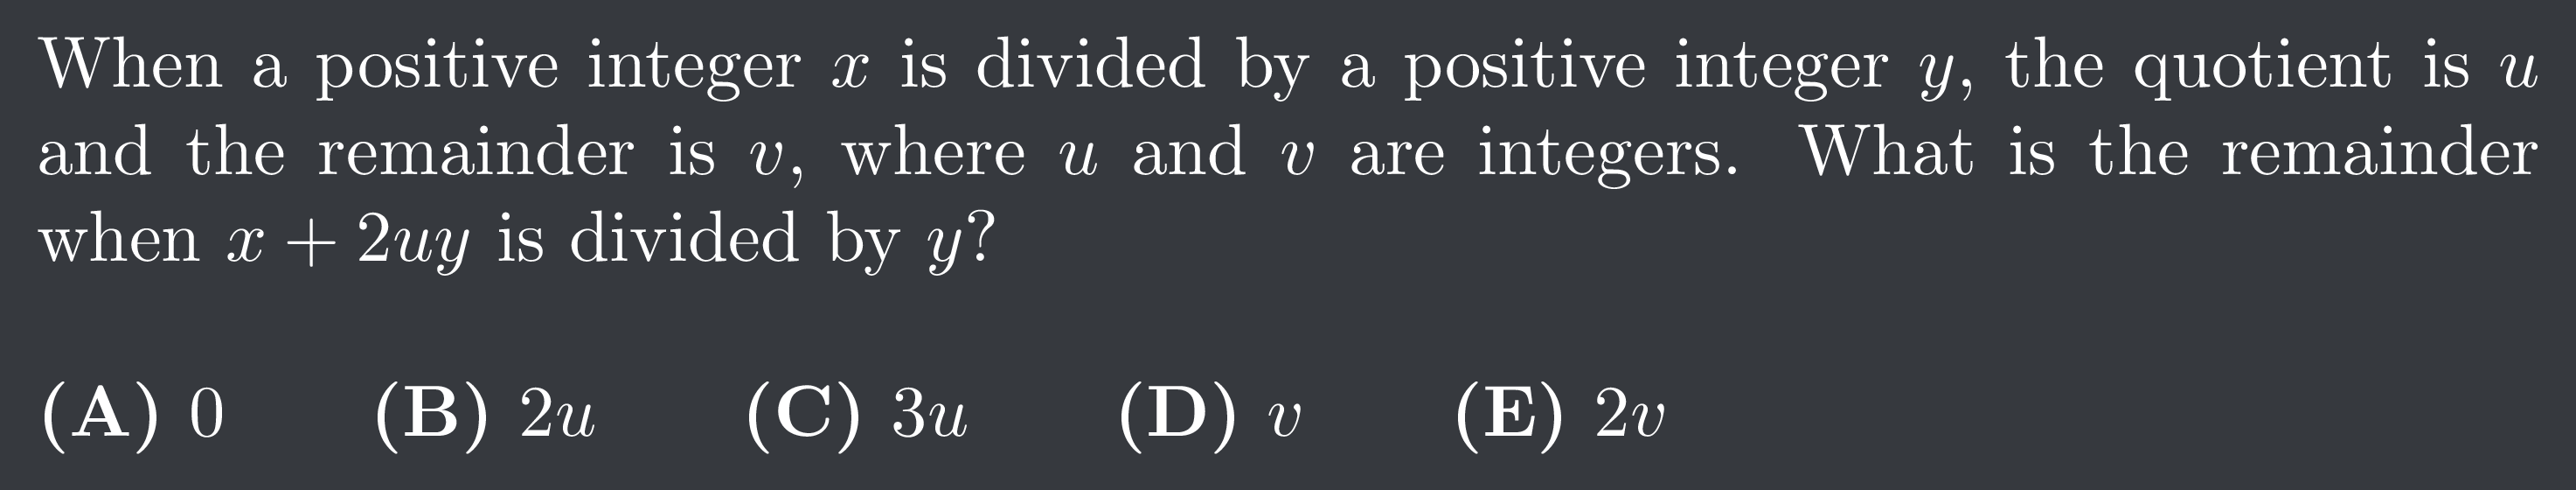 When a positive integer x is divided by a positive integer y, the quotient is u
and the remainder is v, where u and v are integers. What is the remainder
when x + 2uy is divided by y?
(A) 0 (B) 2u (C) 3u (D) v (E) 2v